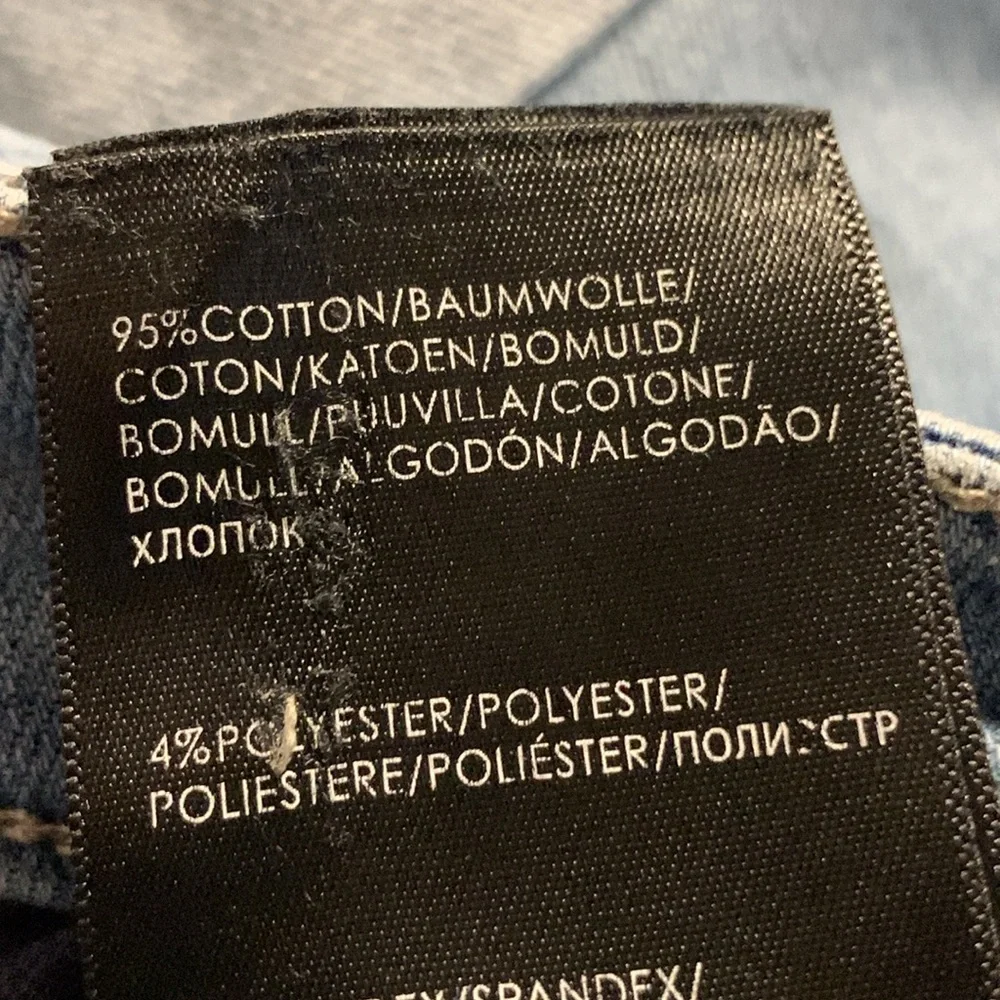 95%COTTON/BAUMWOLLE/
COTON/KATOEN/BOMULD/
BOMULL/PUUVILLA/COTONE/
BOMULL/ALGODÓN/ALGODÃO/
ХЛОПОК
4%POLYESTER/POLYESTER/
POLIESTERE/POLIÉSTER/
/SPANDEX/